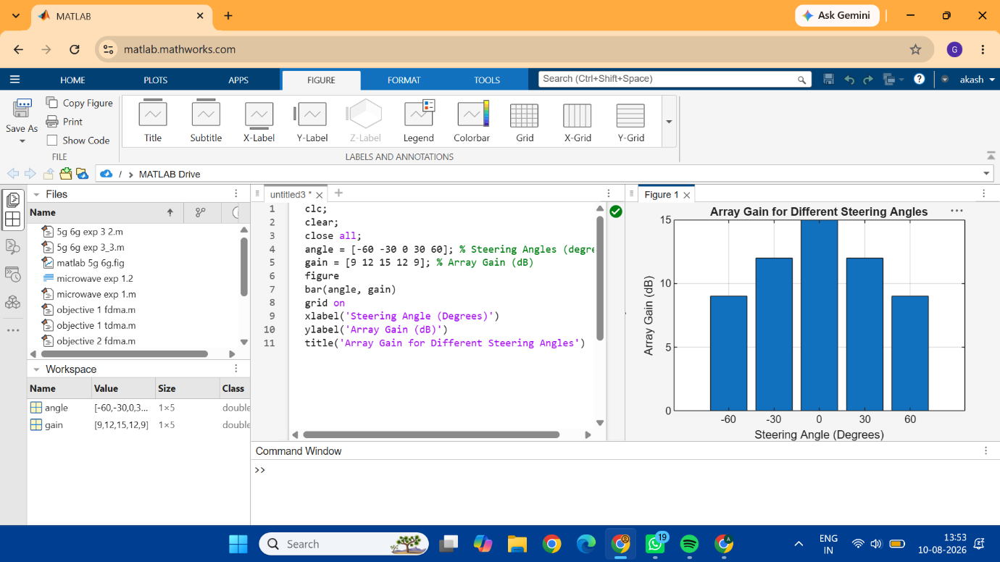 MATLAB
Ask Gemini
matlab.mathworks.com
G
HOME
PLOTS
APPS
FIGURE
FORMAT
TOOLS
Search (Ctrl+Shift+Space)
akash
Save As
Copy Figure
Print
Show Code
FILE
Title
Subtitle
X-Label
Y-Label
Z-Label
Legend
Colorbar
Grid
X-Grid
Y-Grid
LABELS AND ANNOTATIONS
/ > MATLAB Drive
Files
Name
5g 6g exp 3 2.m
5g 6g exp 3_3.m
matlab 5g 6g.fig
microwave exp 1.2
microwave exp 1.m
objective 1 fdma.m
objective 1 tdma.m
objective 2 fdma.m
Workspace
Name Value Size Class
angle [-60,-30,0,3... 1×5 double
gain [9,12,15,12,9] 1×5 double
untitled3 *
1 clc;
2 clear;
3 close all;
4 angle = [-60 -30 0 30 60]; % Steering Angles (degre
5 gain = [9 12 15 12 9]; % Array Gain (dB)
6 figure
7 bar(angle, gain)
8 grid on
9 xlabel('Steering Angle (Degrees)')
10 ylabel('Array Gain (dB)')
11 title('Array Gain for Different Steering Angles')
Figure 1
Array Gain for Different Steering Angles
15
10
5
0
Array Gain (dB)
-60 -30 0 30 60
Steering Angle (Degrees)
Command Window
>>
Search
19
A
ENG
IN
13:53
10-08-2026